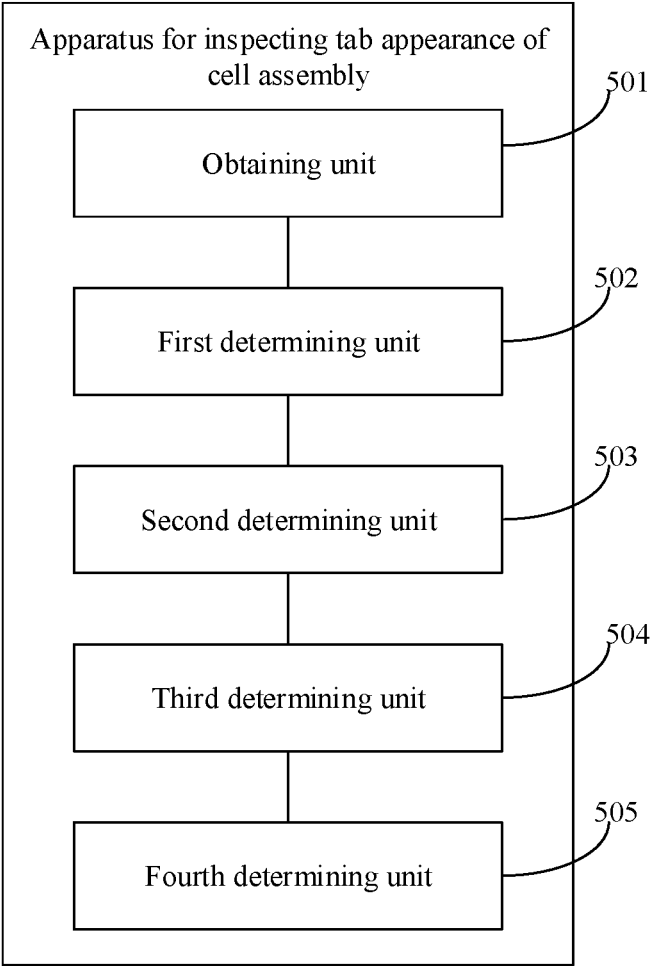 Apparatus for inspecting tab appearance of
cell assembly
501
Obtaining unit
502
First determining unit
503
Second determining unit
504
Third determining unit
505
Fourth determining unit